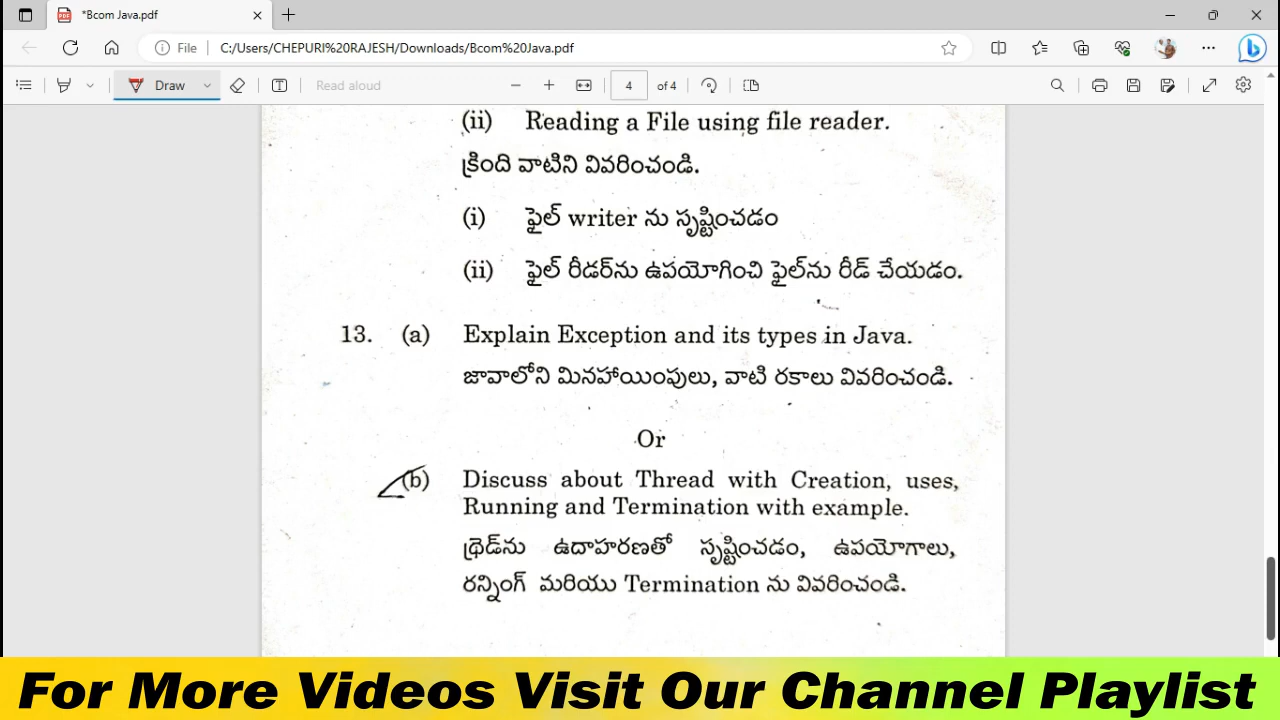 *Bcom Java.pdf
File C:/Users/CHEPURI%20RAJESH/Downloads/Bcom%20Java.pdf
Draw Read aloud 4 of 4
(ii) Reading a File using file reader.
క్రింది వాటిని వివరించండి.
(i) ఫైల్ writer ను సృష్టించడం
(ii) ఫైల్ రీడర్‌ను ఉపయోగించి ఫైల్‌ను రీడ్ చేయడం.
13. (a) Explain Exception and its types in Java.
జావాలోని మినహాయింపులు, వాటి రకాలు వివరించండి.
Or
(b) Discuss about Thread with Creation, uses,
Running and Termination with example.
థ్రెడ్‌ను ఉదాహరణతో సృష్టించడం, ఉపయోగాలు,
రన్నింగ్ మరియు Termination ను వివరించండి.
For More Videos Visit Our Channel Playlist